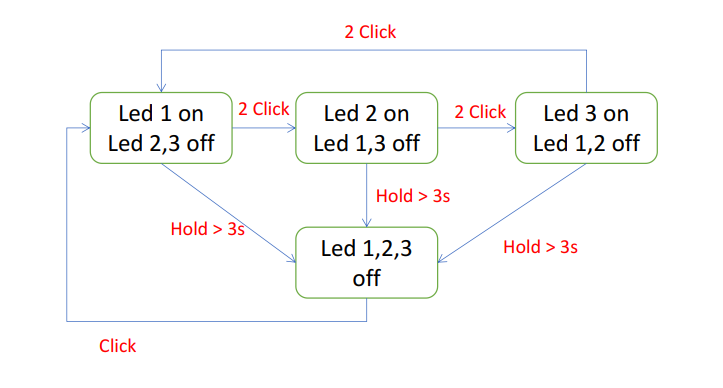 2 Click
Led 1 on
Led 2,3 off
2 Click
Led 2 on
Led 1,3 off
2 Click
Led 3 on
Led 1,2 off
Hold > 3s
Hold > 3s
Hold > 3s
Led 1,2,3
off
Click